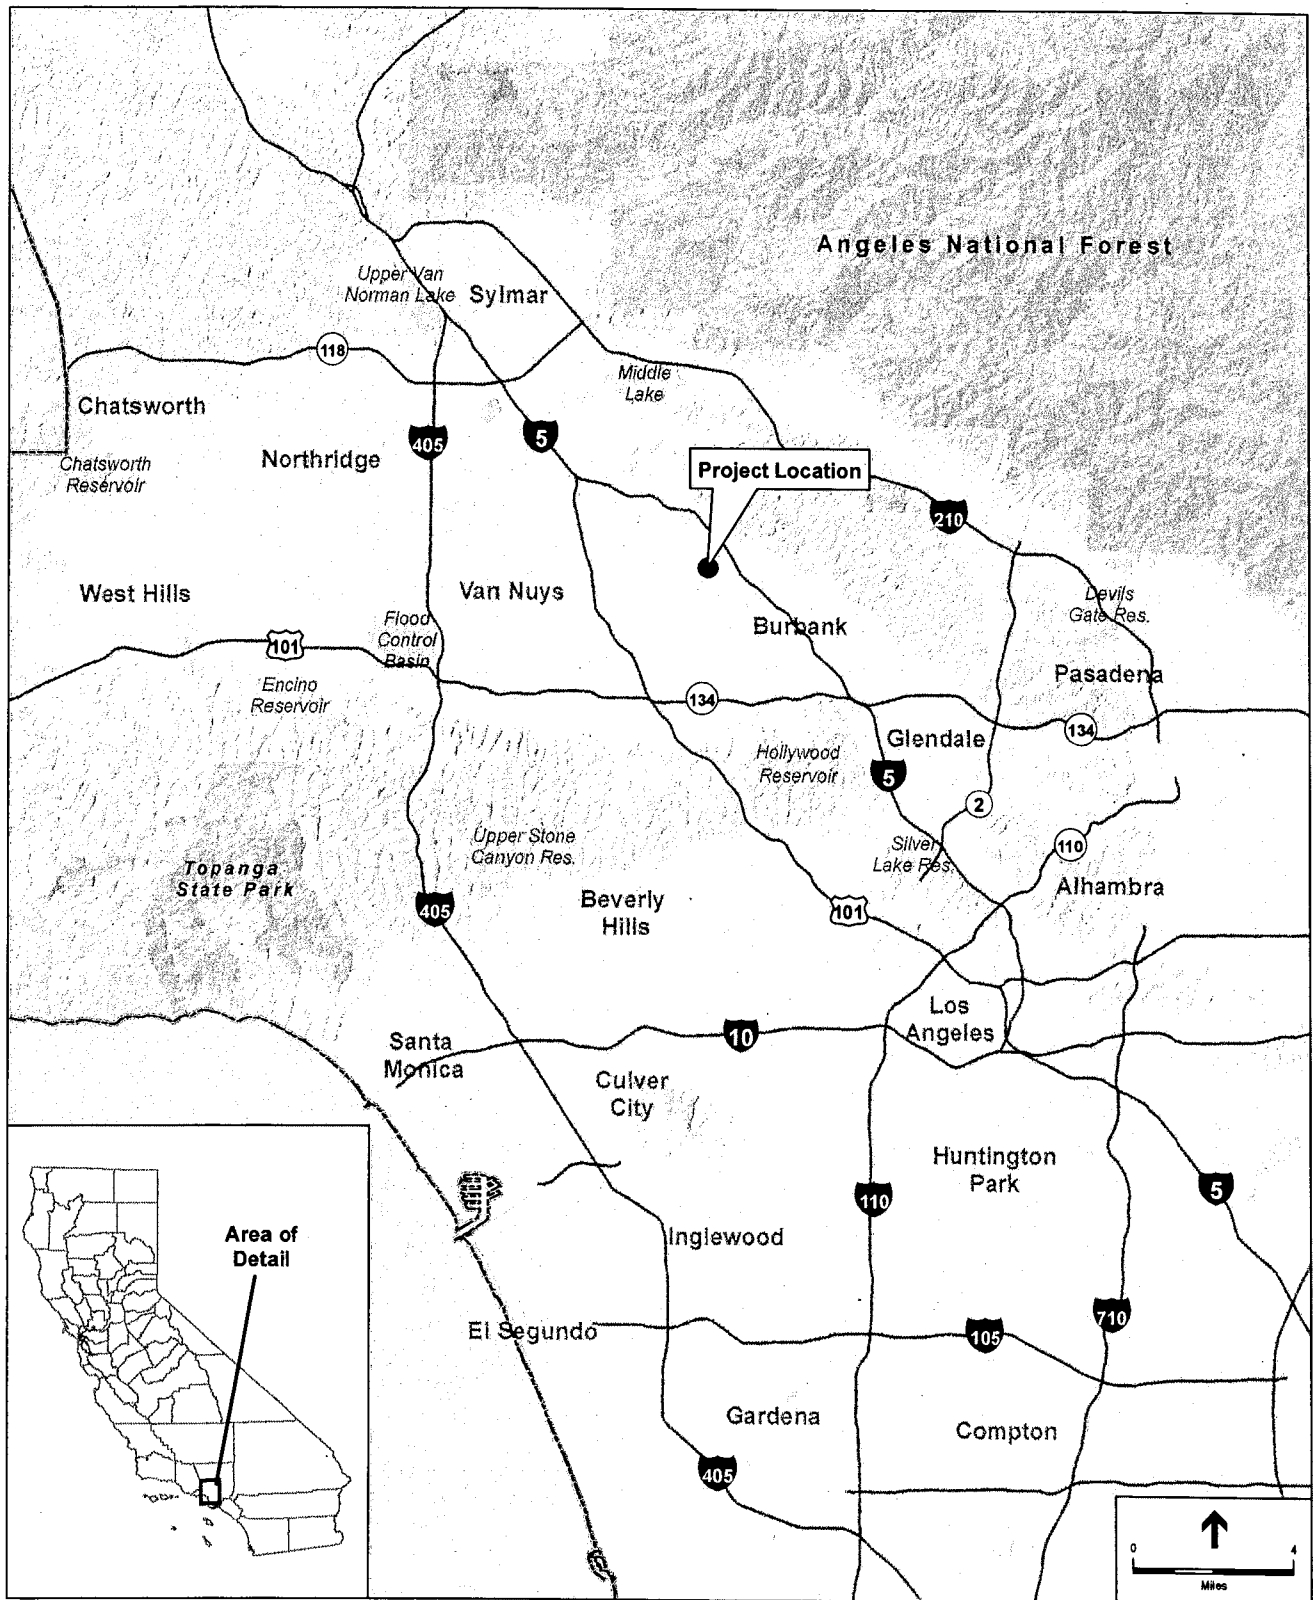 Angeles National Forest
Upper Van
Norman Lake
Sylmar
118
Middle
Lake
Chatsworth
405
5
Northridge
Chatsworth
Reservoir
Project Location
210
West Hills
Van Nuys
Devils
Gate Res.
Flood
Control
Basin
Burbank
101
Pasadena
Encino
Reservoir
134
134
Glendale
Hollywood
Reservoir
5
2
Upper Stone
Canyon Res.
Silver
Lake Res.
110
Topanga
State Park
Alhambra
405
Beverly
Hills
101
Los
Angeles
10
Santa
Monica
Culver
City
Huntington
Park
5
110
Area of
Detail
Inglewood
710
El Segundo
105
Gardena
Compton
405
0 4
Miles